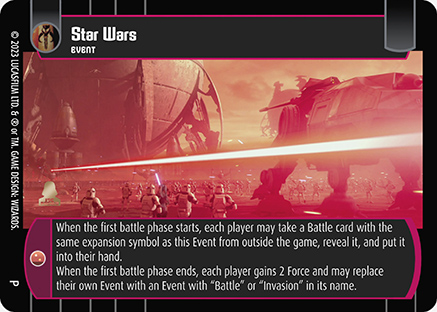 Star Wars
EVENT
© 2023 LUCASFILM LTD. & ® or TM. GAME DESIGN: WIZARDS.
P
When the first battle phase starts, each player may take a Battle card with the
same expansion symbol as this Event from outside the game, reveal it, and put it
into their hand.
When the first battle phase ends, each player gains 2 Force and may replace
their own Event with an Event with “Battle” or “Invasion” in its name.